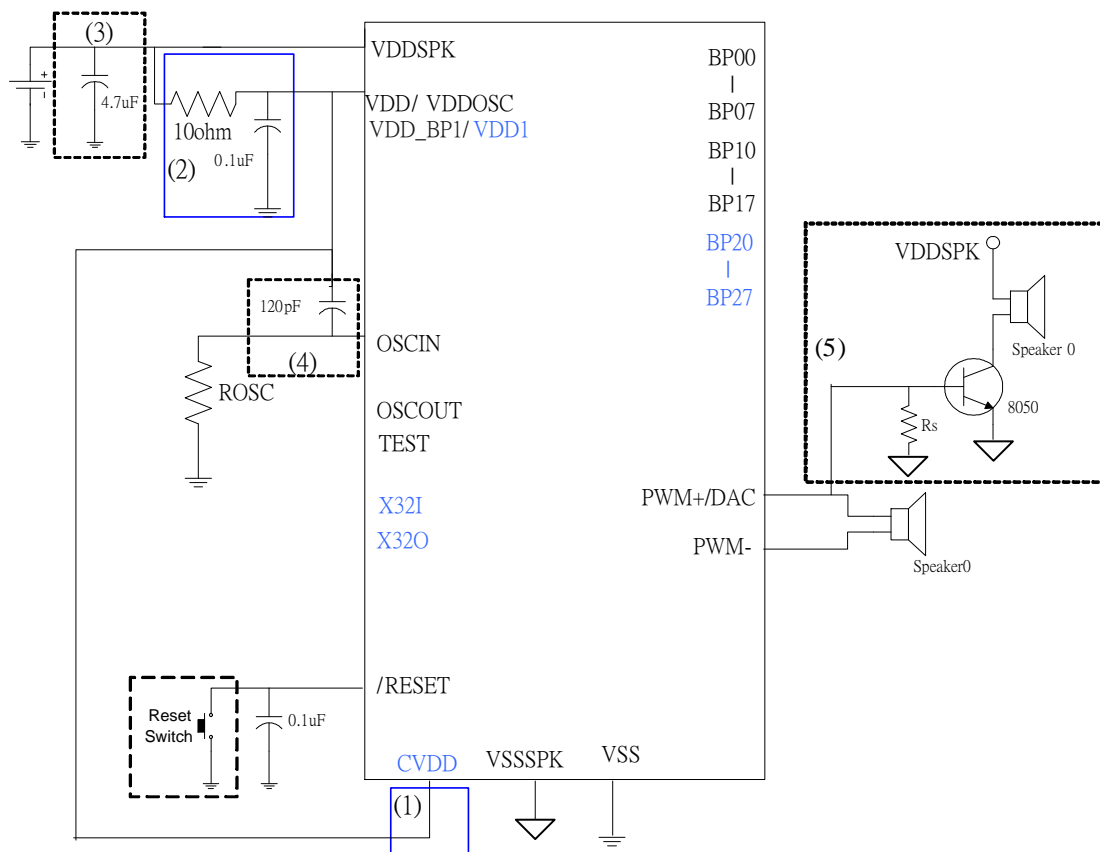 (3)
+
-
4.7uF
(2)
10ohm
0.1uF
VDDSPK
VDD/ VDDOSC
VDD_BP1/ VDD1
BP00
|
BP07
BP10
|
BP17
BP20
|
BP27
120pF
(4)
ROSC
OSCIN
OSCOUT
TEST
X32I
X32O
(5)
VDDSPK
Speaker 0
8050
Rs
PWM+/DAC
PWM-
Speaker0
/RESET
Reset
Switch
0.1uF
CVDD
VSSSPK
VSS
(1)